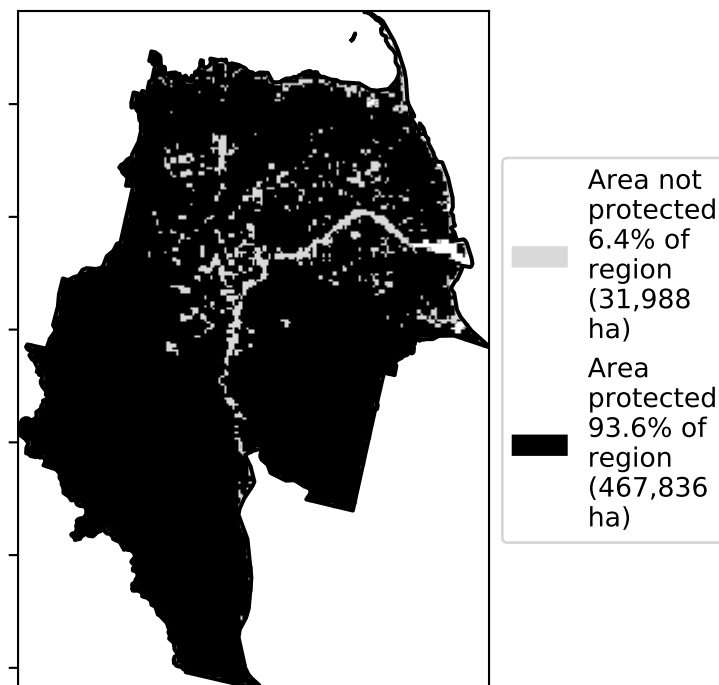 Area not
protected
6.4% of
region
(31,988
ha)
Area
protected
93.6% of
region
(467,836
ha)